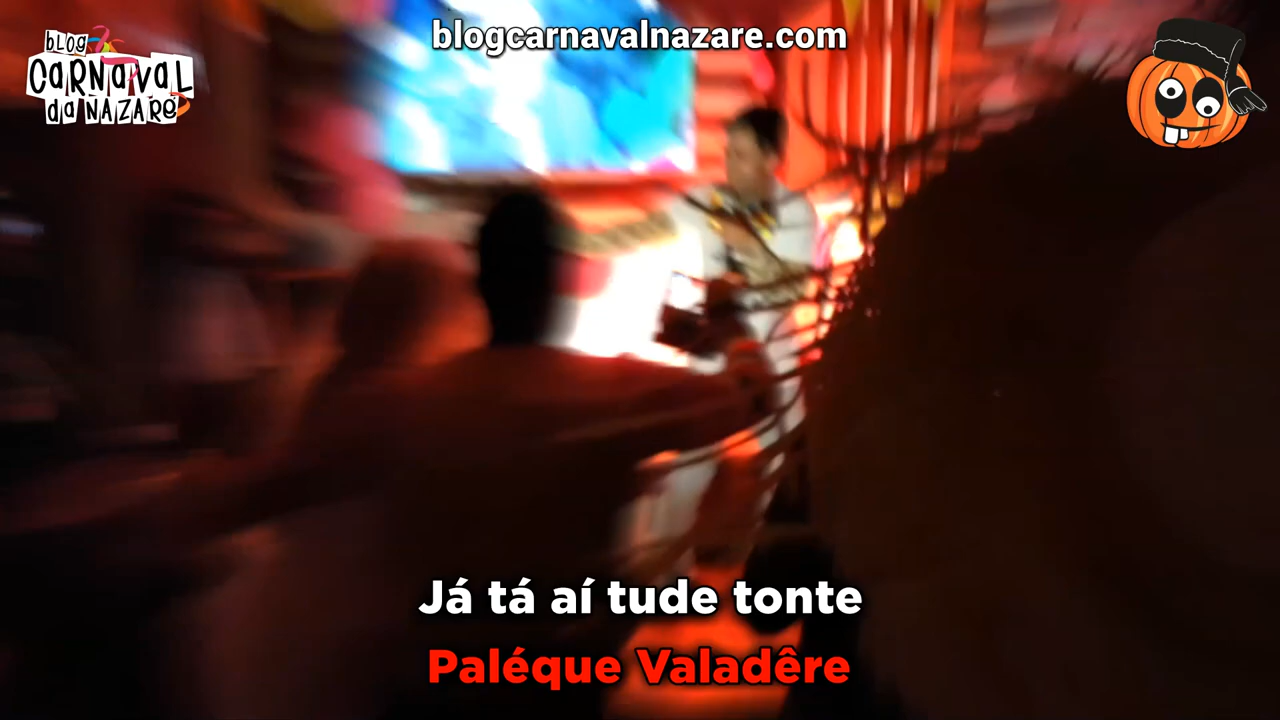 blogcarnavalnazare.com
BLOG
CARNAVAL
da NAZARé
Já tá aí tude tonte
Paléque Valadêre